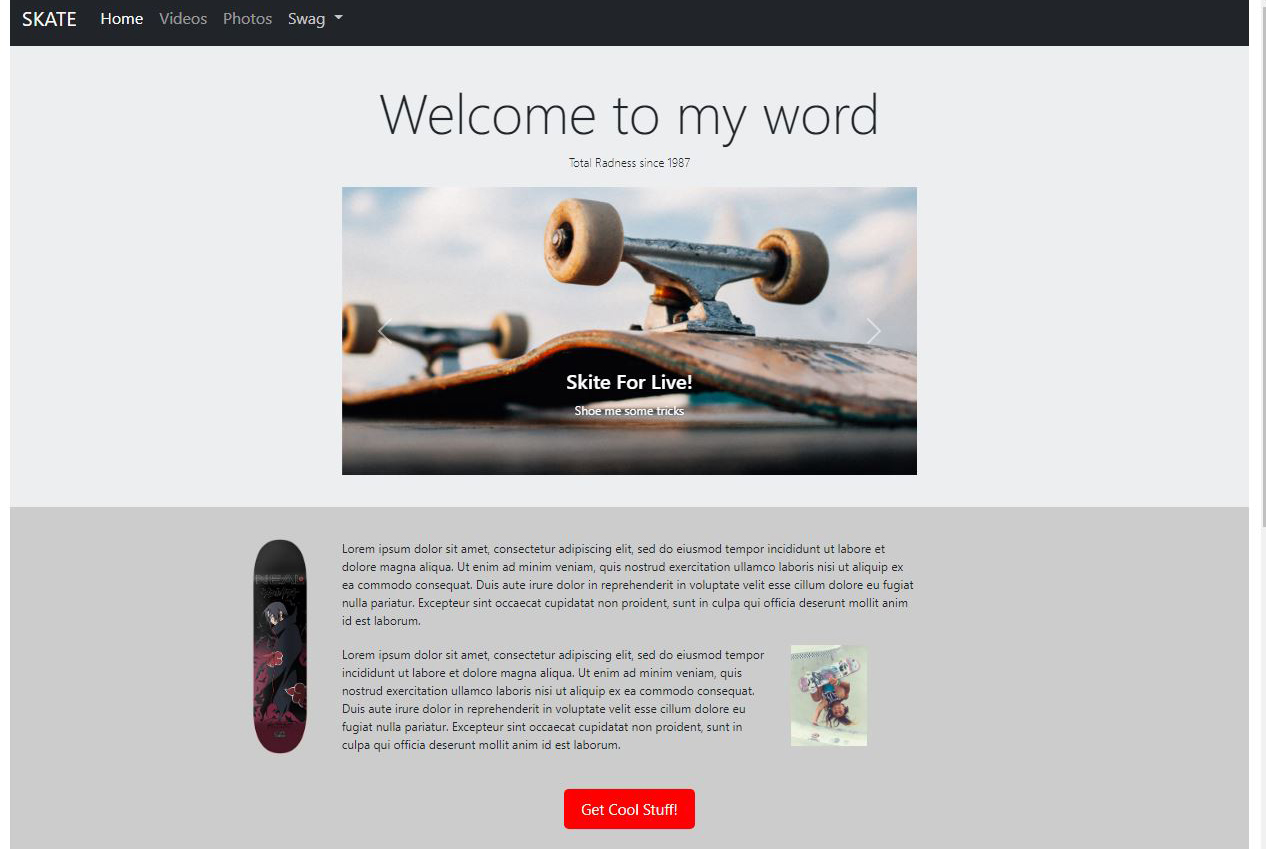 SKATE Home Videos Photos Swag
Welcome to my word
Total Radness since 1987
Skite For Live!
Shoe me some tricks
Lorem ipsum dolor sit amet, consectetur adipiscing elit, sed do eiusmod tempor incididunt ut labore et
dolore magna aliqua. Ut enim ad minim veniam, quis nostrud exercitation ullamco laboris nisi ut aliquip ex
ea commodo consequat. Duis aute irure dolor in reprehenderit in voluptate velit esse cillum dolore eu fugiat
nulla pariatur. Excepteur sint occaecat cupidatat non proident, sunt in culpa qui officia deserunt mollit anim
id est laborum.
Lorem ipsum dolor sit amet, consectetur adipiscing elit, sed do eiusmod tempor
incididunt ut labore et dolore magna aliqua. Ut enim ad minim veniam, quis
nostrud exercitation ullamco laboris nisi ut aliquip ex ea commodo consequat.
Duis aute irure dolor in reprehenderit in voluptate velit esse cillum dolore eu
fugiat nulla pariatur. Excepteur sint occaecat cupidatat non proident, sunt in
culpa qui officia deserunt mollit anim id est laborum.
Get Cool Stuff!